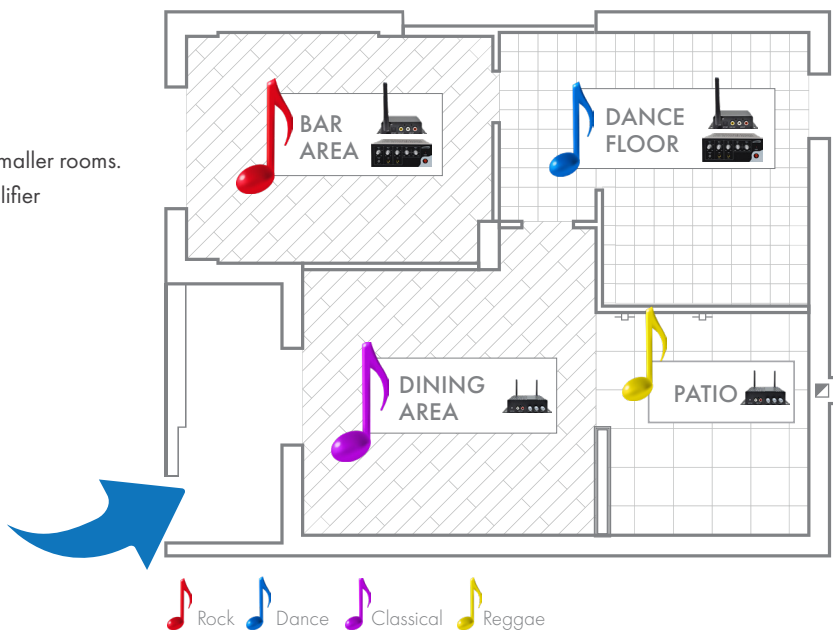 maller rooms.
lifier
BAR
AREA
DANCE
FLOOR
DINING
AREA
PATIO
Rock Dance Classical Reggae